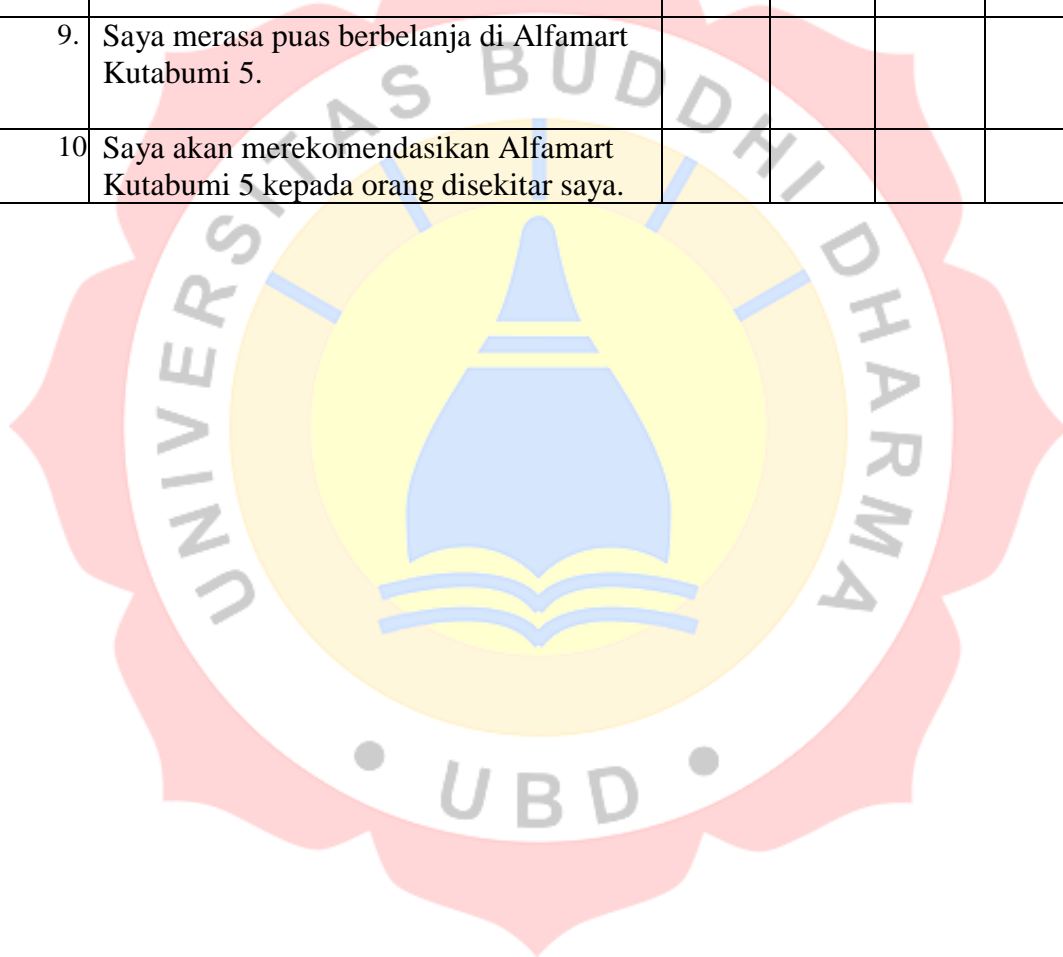 9. Saya merasa puas berbelanja di Alfamart
Kutabumi 5.
10 Saya akan merekomendasikan Alfamart
Kutabumi 5 kepada orang disekitar saya.
UNIVERSITAS BUDDHI DHARMA
• UBD •